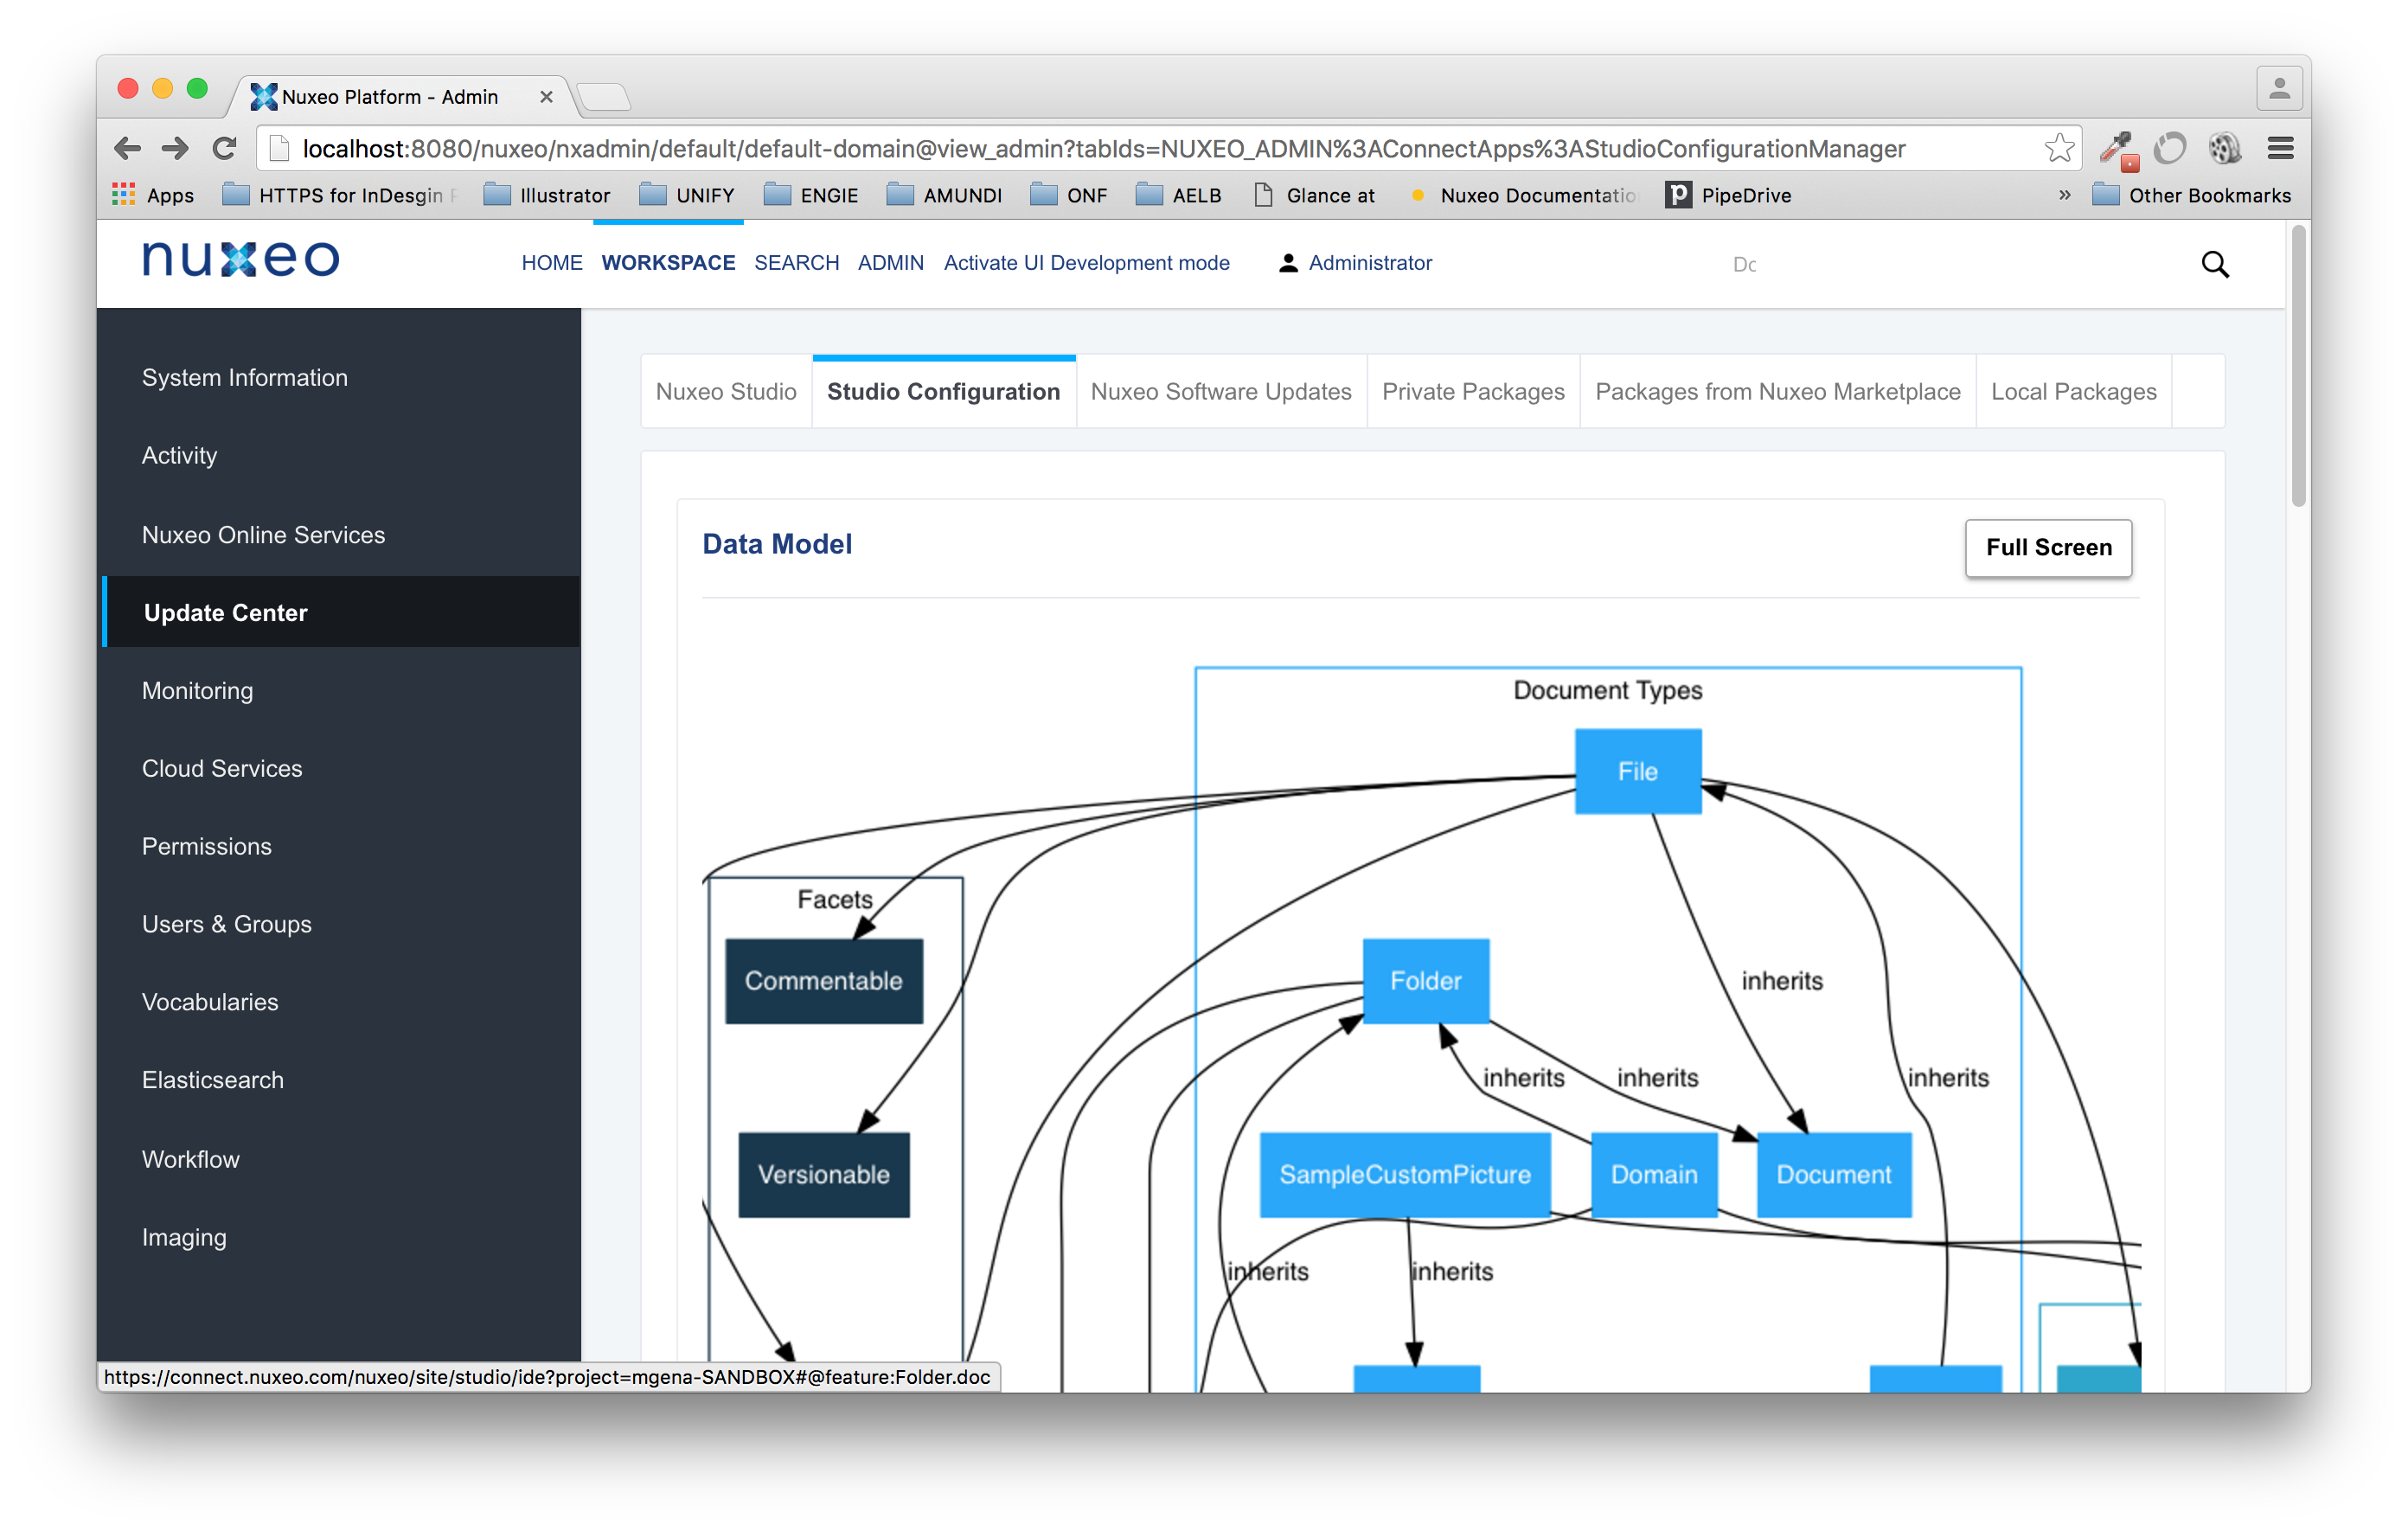 Nuxeo Platform - Admin
localhost:8080/nuxeo/nxadmin/default/default-domain@view_admin?tabIds=NUXEO_ADMIN%3AConnectApps%3AStudioConfigurationManager
Apps HTTPS for InDesgin Illustrator UNIFY ENGIE AMUNDI ONF AELB Glance at Nuxeo Documentatio PipeDrive » Other Bookmarks
nuxeo HOME WORKSPACE SEARCH ADMIN Activate UI Development mode Administrator Dc
System Information
Activity
Nuxeo Online Services
Update Center
Monitoring
Cloud Services
Permissions
Users & Groups
Vocabularies
Elasticsearch
Workflow
Imaging
Nuxeo Studio Studio Configuration Nuxeo Software Updates Private Packages Packages from Nuxeo Marketplace Local Packages
Data Model Full Screen
Document Types
File
Facets
Commentable Folder inherits
inherits inherits inherits
Versionable SampleCustomPicture Domain Document
inherits inherits
https://connect.nuxeo.com/nuxeo/site/studio/ide?project=mgena-SANDBOX#@feature:Folder.doc